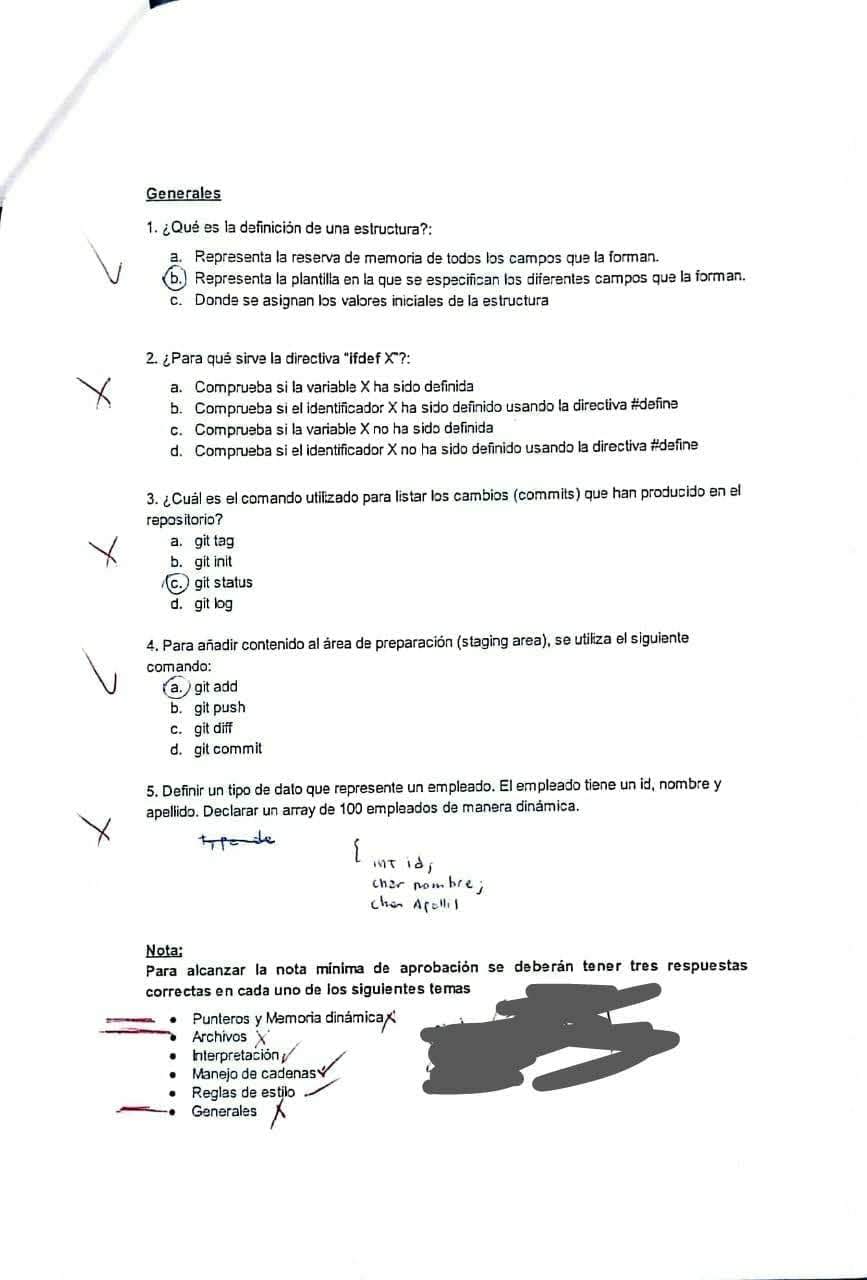 Generales
1. ¿Qué es la definición de una estructura?:
a. Representa la reserva de memoria de todos los campos que la forman.
b. Representa la plantilla en la que se especifican los diferentes campos que la forman.
c. Donde se asignan los valores iniciales de la estructura
2. ¿Para qué sirve la directiva "ifdef X"?:
a. Comprueba si la variable X ha sido definida
b. Comprueba si el identificador X ha sido definido usando la directiva #define
c. Comprueba si la variable X no ha sido definida
d. Comprueba si el identificador X no ha sido definido usando la directiva #define
3. ¿Cuál es el comando utilizado para listar los cambios (commits) que han producido en el
repositorio?
a. git tag
b. git init
c. git status
d. git log
4. Para añadir contenido al área de preparación (staging area), se utiliza el siguiente
comando:
a. git add
b. git push
c. git diff
d. git commit
5. Definir un tipo de dato que represente un empleado. El empleado tiene un id, nombre y
apellido. Declarar un array de 100 empleados de manera dinámica.
{
int id;
char nombre;
char
Nota:
Para alcanzar la nota mínima de aprobación se deberán tener tres respuestas
correctas en cada uno de los siguientes temas
• Punteros y Memoria dinámica
• Archivos
• Interpretación
• Manejo de cadenas
• Reglas de estilo
• Generales